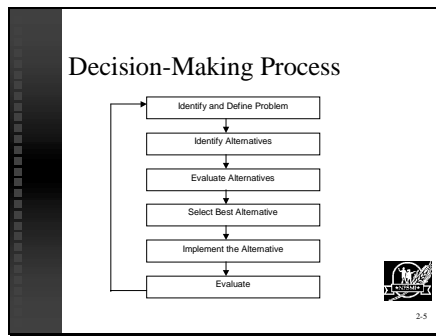 Decision-Making Process
Identify and Define Problem
Identify Alternatives
Evaluate Alternatives
Select Best Alternative
Implement the Alternative
Evaluate
NFSMI
2-5